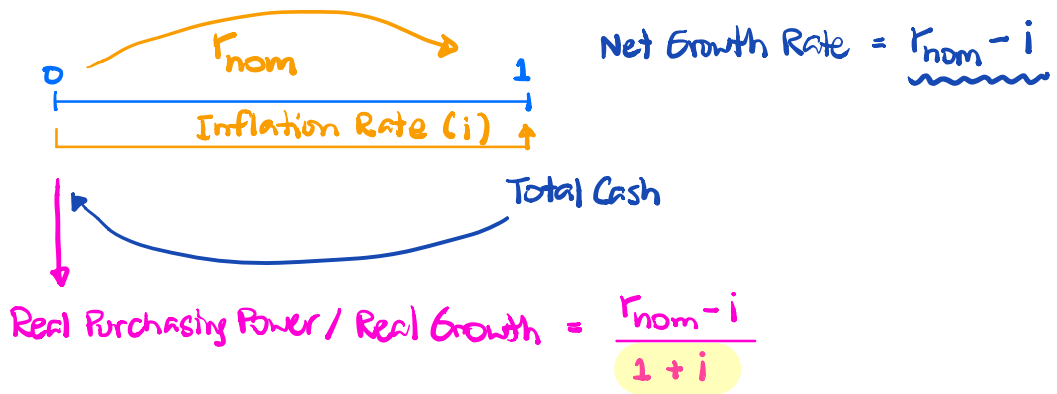 r_nom
Net Growth Rate = r_nom - i
0 1
Inflation Rate (i)
Total Cash
Real Purchasing Power / Real Growth = r_nom - i
1 + i